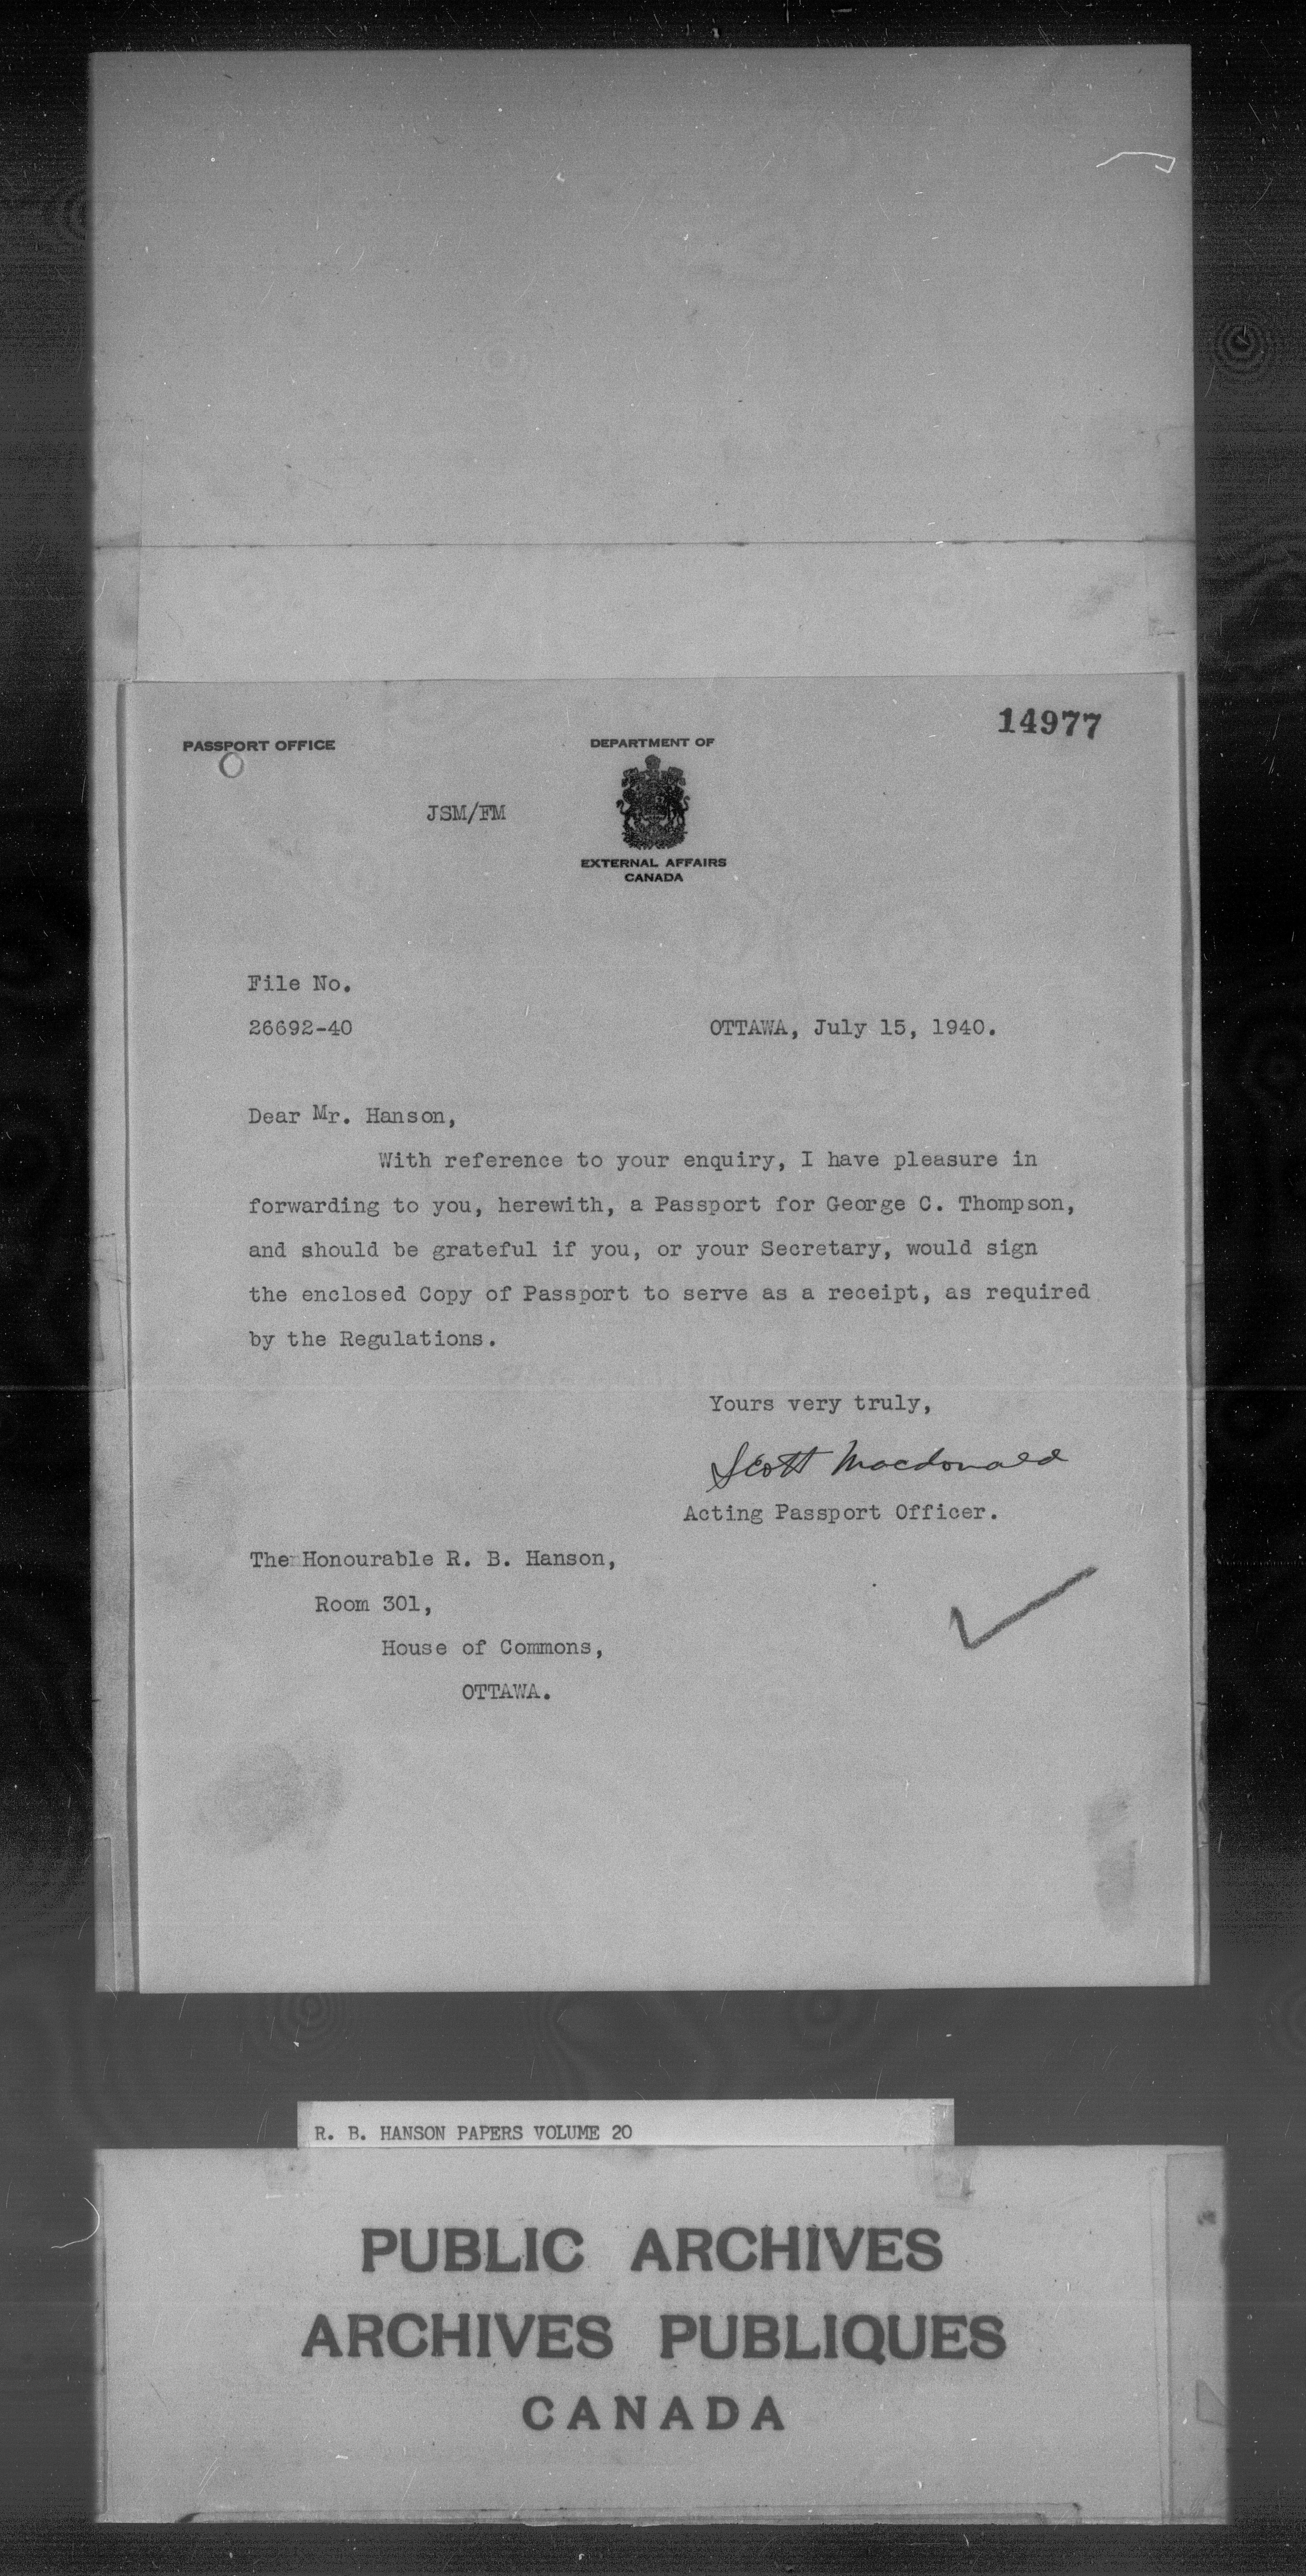 14977
PASSPORT OFFICE
DEPARTMENT OF
JSM/FM
EXTERNAL AFFAIRS
CANADA
File No.
26692-40
OTTAWA, July 15, 1940.
Dear Mr. Hanson,
With reference to your enquiry, I have pleasure in
forwarding to you, herewith, a Passport for George C. Thompson,
and should be grateful if you, or your Secretary, would sign
the enclosed Copy of Passport to serve as a receipt, as required
by the Regulations.
Yours very truly,
Scott Macdonald
Acting Passport Officer.
The Honourable R. B. Hanson,
Room 301,
House of Commons,
OTTAWA.
R. B. HANSON PAPERS VOLUME 20
PUBLIC ARCHIVES
ARCHIVES PUBLIQUES
CANADA